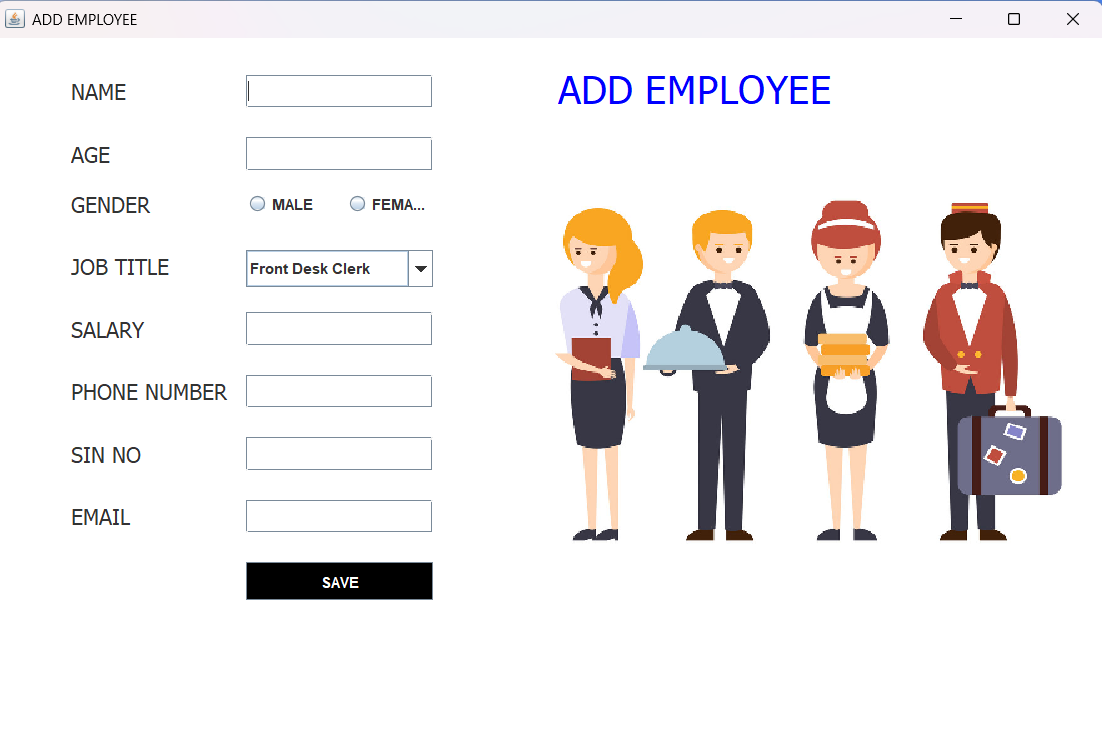 ADD EMPLOYEE
NAME
ADD EMPLOYEE
AGE
GENDER MALE FEMA...
JOB TITLE Front Desk Clerk
SALARY
PHONE NUMBER
SIN NO
EMAIL
SAVE